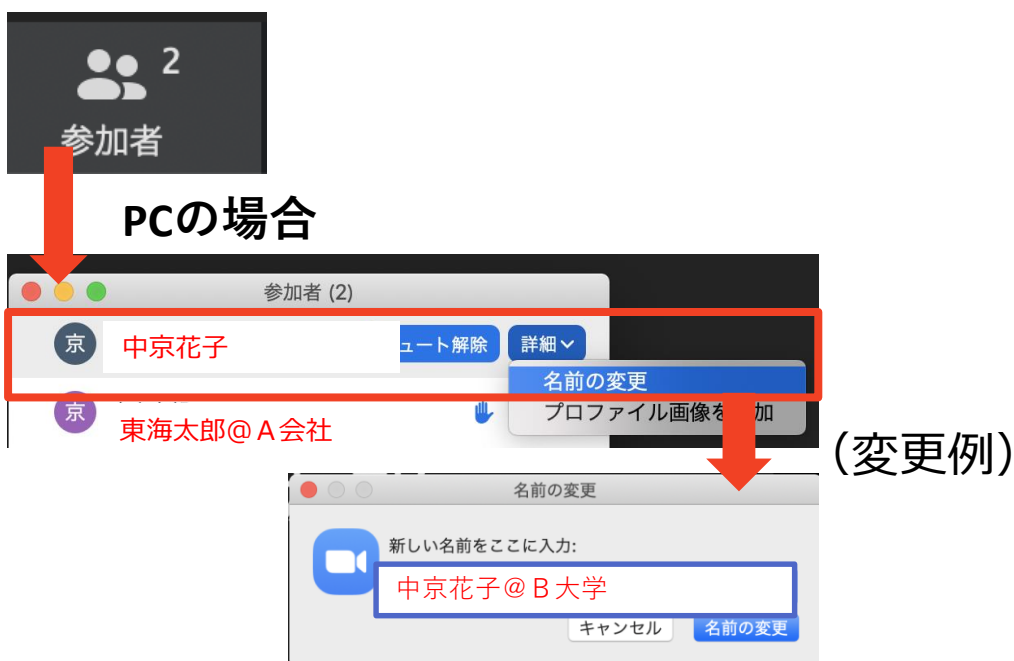 2
参加者
PCの場合
参加者 (2)
京 中京花子 ュート解除 詳細
名前の変更
京 東海太郎@A会社
プロファイル画像を 加
（変更例）
名前の変更
新しい名前をここに入力:
中京花子@B大学
キャンセル 名前の変更